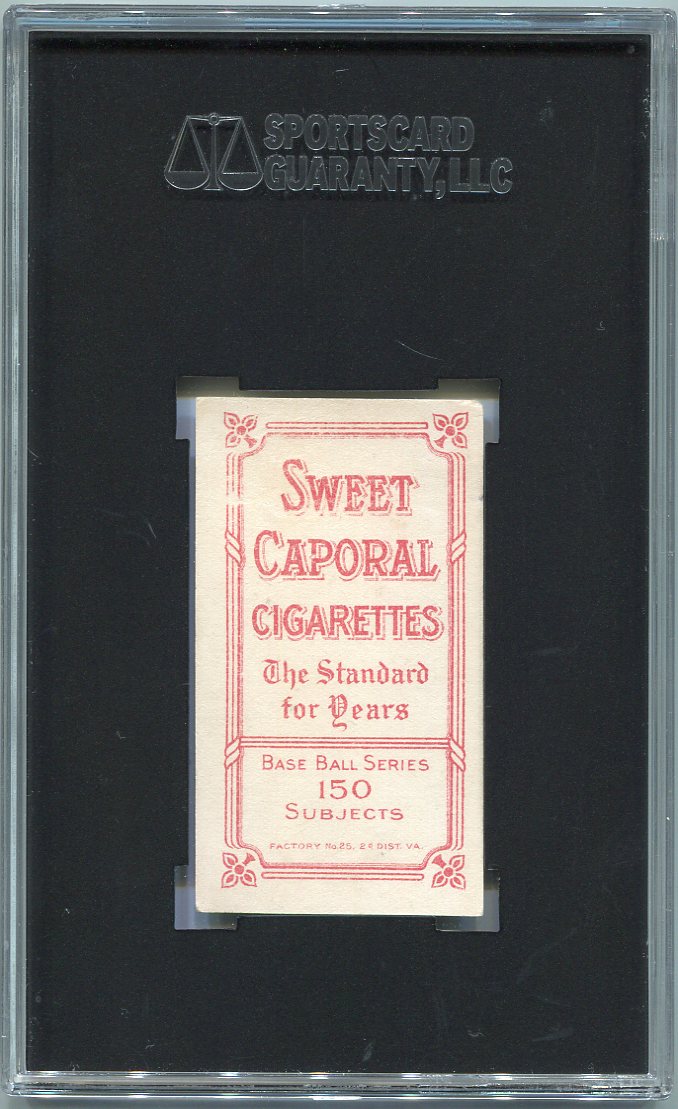 SPORTSCARD
GUARANTY, LLC
SWEET
CAPORAL
CIGARETTES
The Standard
for Years
BASE BALL SERIES
150
SUBJECTS
FACTORY No. 25, 2d DIST. VA.